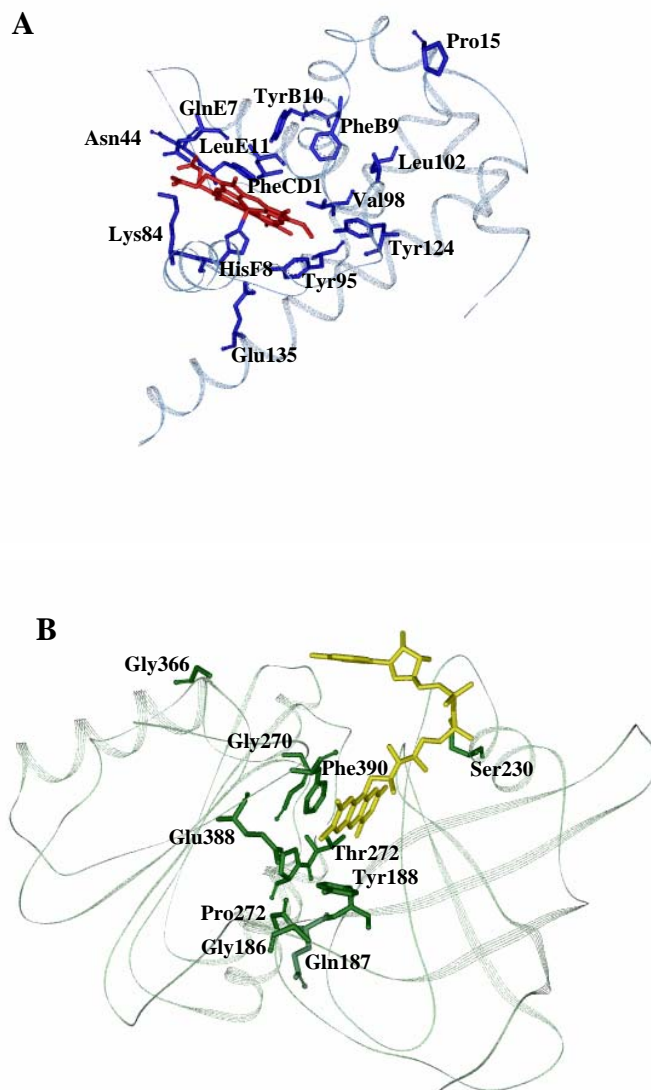 A
Pro15
TyrB10
GlnE7
PheB9
Asn44
LeuE11
Leu102
PheCD1
Val98
Lys84
Tyr124
HisF8
Tyr95
Glu135
B
Gly366
Gly270
Phe390
Ser230
Glu388
Thr272
Tyr188
Pro272
Gly186
Gln187